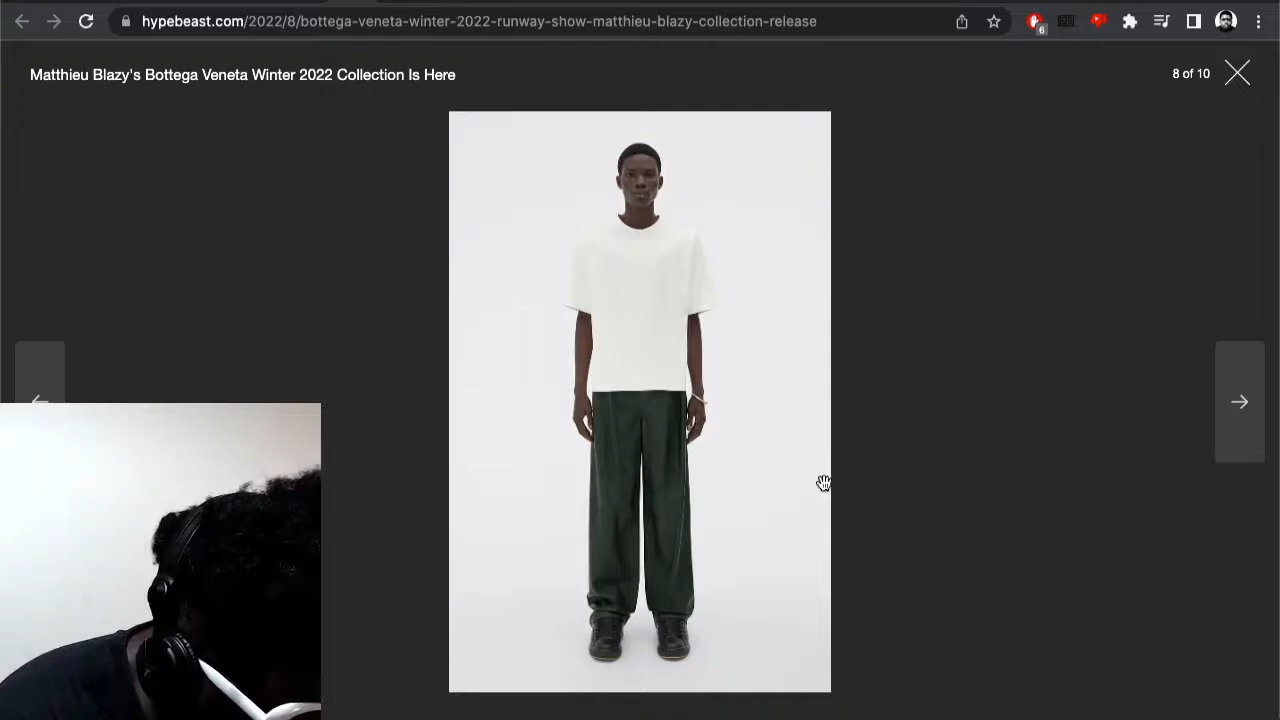 hypebeast.com/2022/8/bottega-veneta-winter-2022-runway-show-matthieu-blazy-collection-release
6
Matthieu Blazy's Bottega Veneta Winter 2022 Collection Is Here
8 of 10